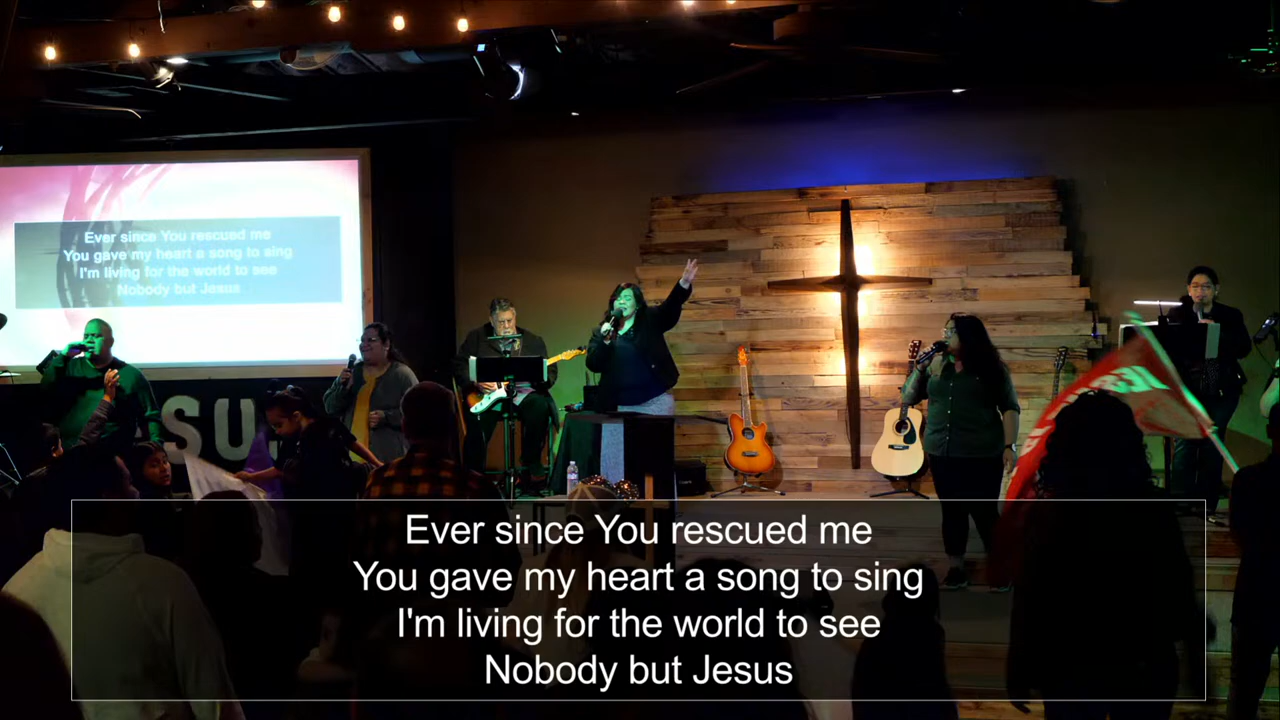 Ever since You rescued me
You gave my heart a song to sing
I'm living for the world to see
Nobody but Jesus
SU
Ever since You rescued me
You gave my heart a song to sing
I'm living for the world to see
Nobody but Jesus